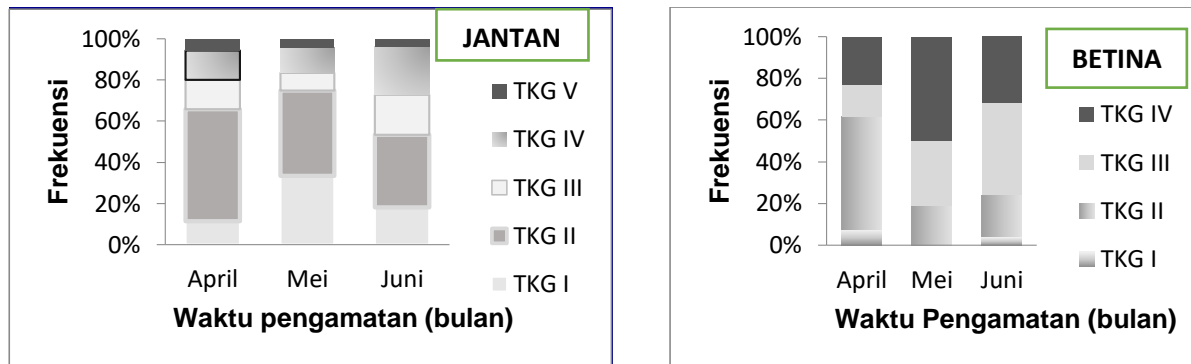 JANTAN
100%
80%
60%
40%
20%
0%
Frekuensi
April Mei Juni
Waktu pengamatan (bulan)
TKG V
TKG IV
TKG III
TKG II
TKG I
BETINA
100%
80%
60%
40%
20%
0%
Frekuensi
April Mei Juni
Waktu Pengamatan (bulan)
TKG IV
TKG III
TKG II
TKG I